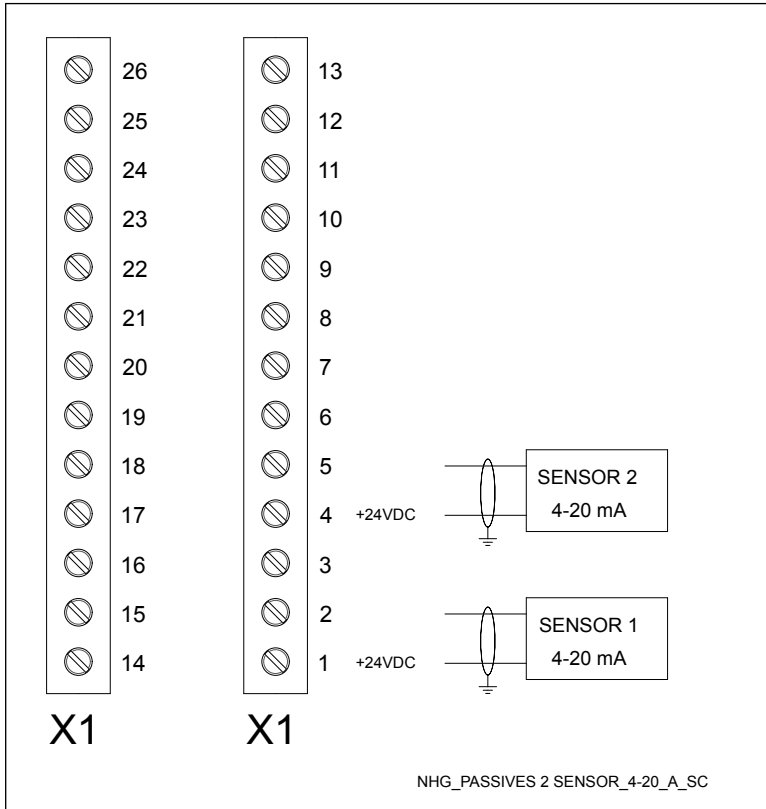 26 13
25 12
24 11
23 10
22 9
21 8
20 7
19 6
18 5
SENSOR 2
4-20 mA
17 4 +24VDC
16 3
15 2
SENSOR 1
4-20 mA
14 1 +24VDC
X1 X1
NHG_PASSIVES 2 SENSOR_4-20_A_SC